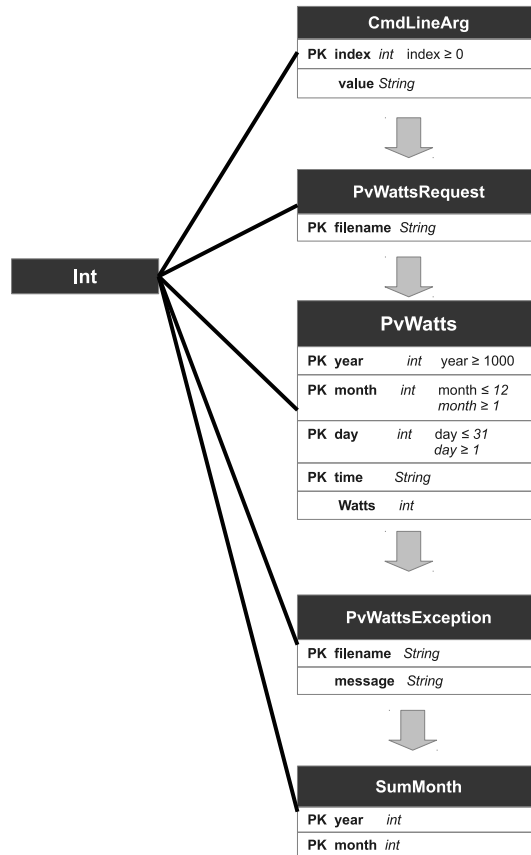 CmdLineArg
PK index int index ≥ 0
value String
PvWattsRequest
PK filename String
Int
PvWatts
PK year int year ≥ 1000
PK month int month ≤ 12
month ≥ 1
PK day int day ≤ 31
day ≥ 1
PK time String
Watts int
PvWattsException
PK filename String
message String
SumMonth
PK year int
PK month int